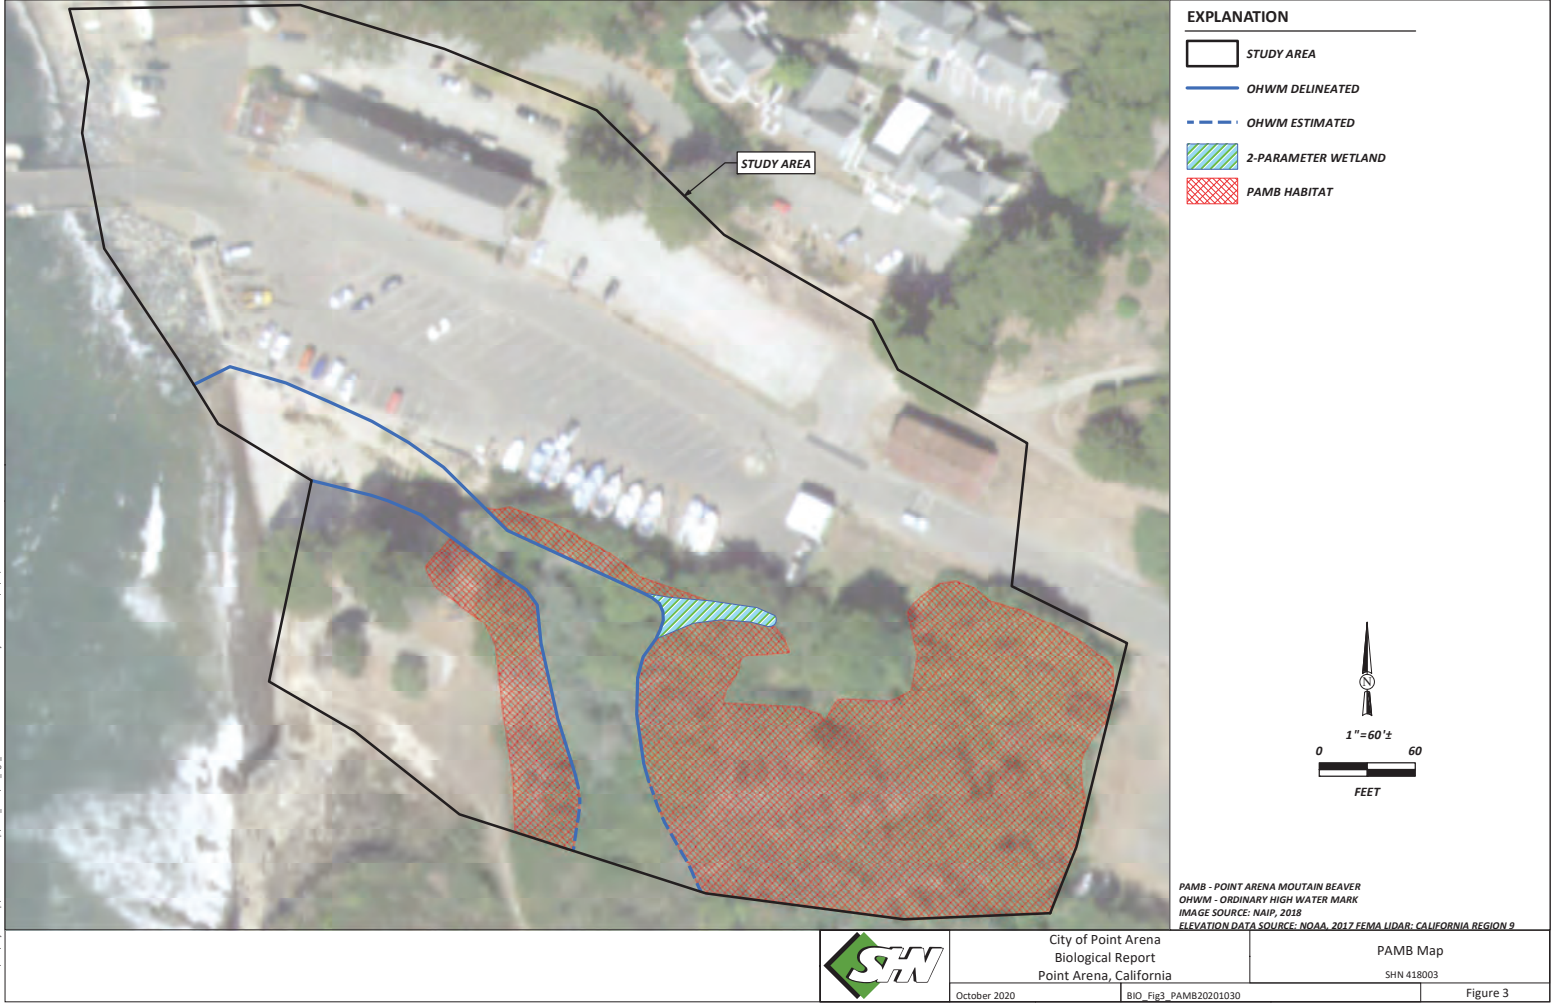 EXPLANATION
STUDY AREA
OHWM DELINEATED
OHWM ESTIMATED
2-PARAMETER WETLAND
PAMB HABITAT
STUDY AREA
N
1"=60'±
0 60
FEET
PAMB - POINT ARENA MOUTAIN BEAVER
OHWM - ORDINARY HIGH WATER MARK
IMAGE SOURCE: NAIP, 2018
ELEVATION DATA SOURCE: NOAA, 2017 FEMA LIDAR: CALIFORNIA REGION 9
SHN
City of Point Arena
Biological Report
Point Arena, California
PAMB Map
SHN 418003
October 2020
BIO_Fig3_PAMB20201030
Figure 3